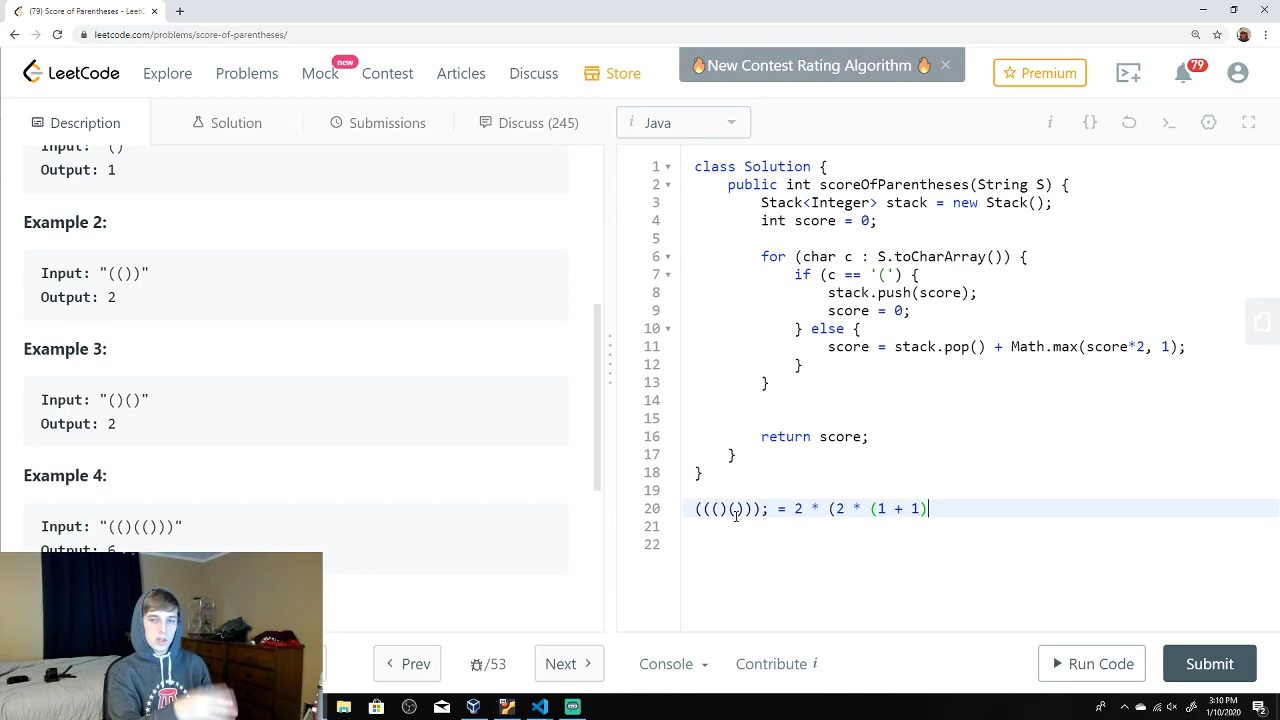 (79) Score of Parentheses - Let
leetcode.com/problems/score-of-parentheses/
LeetCode
Explore
Problems
Mock
new
Contest
Articles
Discuss
Store
🔥New Contest Rating Algorithm 🔥
Premium
79
Description
Solution
Submissions
Discuss (245)
i Java
Input: "()"
Output: 1
Example 2:
Input: "(())"
Output: 2
Example 3:
Input: "()()"
Output: 2
Example 4:
Input: "(()(()))"
Output: 6
1 class Solution {
2 public int scoreOfParentheses(String S) {
3 Stack<Integer> stack = new Stack();
4 int score = 0;
5
6 for (char c : S.toCharArray()) {
7 if (c == '(') {
8 stack.push(score);
9 score = 0;
10 } else {
11 score = stack.pop() + Math.max(score*2, 1);
12 }
13 }
14
15
16 return score;
17 }
18 }
19
20 ((()())); = 2 * (2 * (1 + 1)
21
22
Prev
/53
Next
Console
Contribute i
Run Code
Submit
3:10 PM
1/10/2020